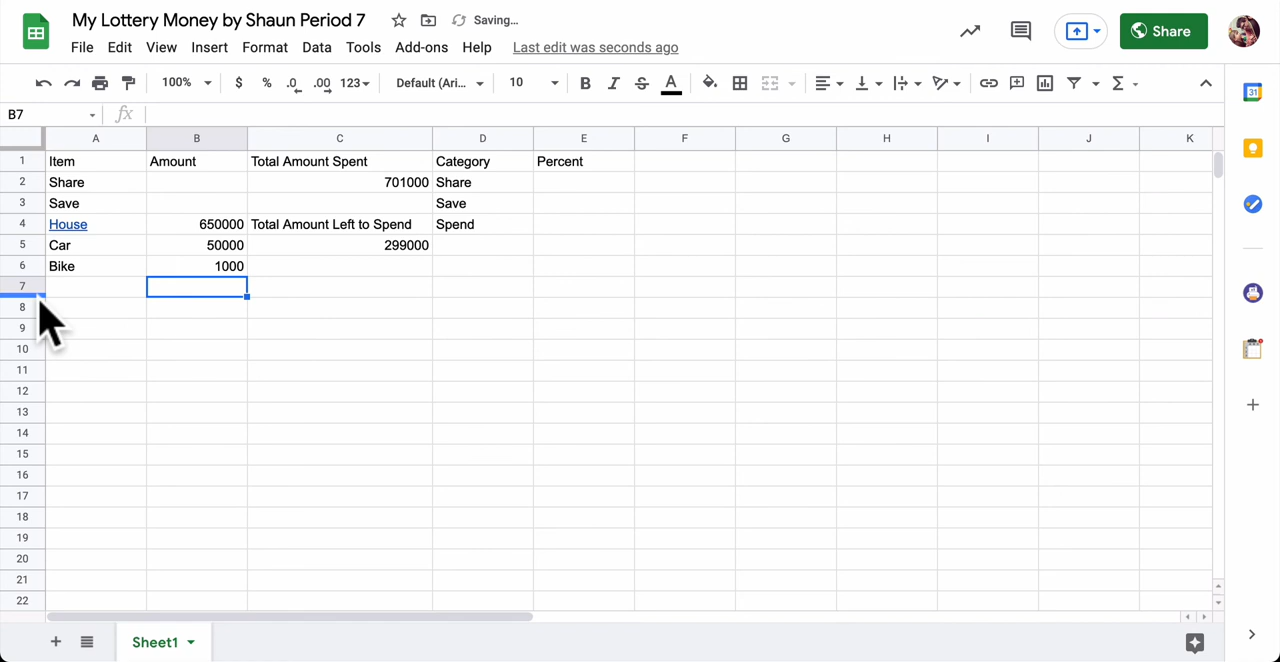 My Lottery Money by Shaun Period 7 Saving...
File Edit View Insert Format Data Tools Add-ons Help Last edit was seconds ago
Share
100% $ % .0 .00 123 Default (Ari... 10 B I S A
B7 fx
A B C D E F G H I J K
1 Item Amount Total Amount Spent Category Percent
2 Share 701000 Share
3 Save Save
4 House 650000 Total Amount Left to Spend Spend
5 Car 50000 299000
6 Bike 1000
7
8
9
10
11
12
13
14
15
16
17
18
19
20
21
22
Sheet1
31